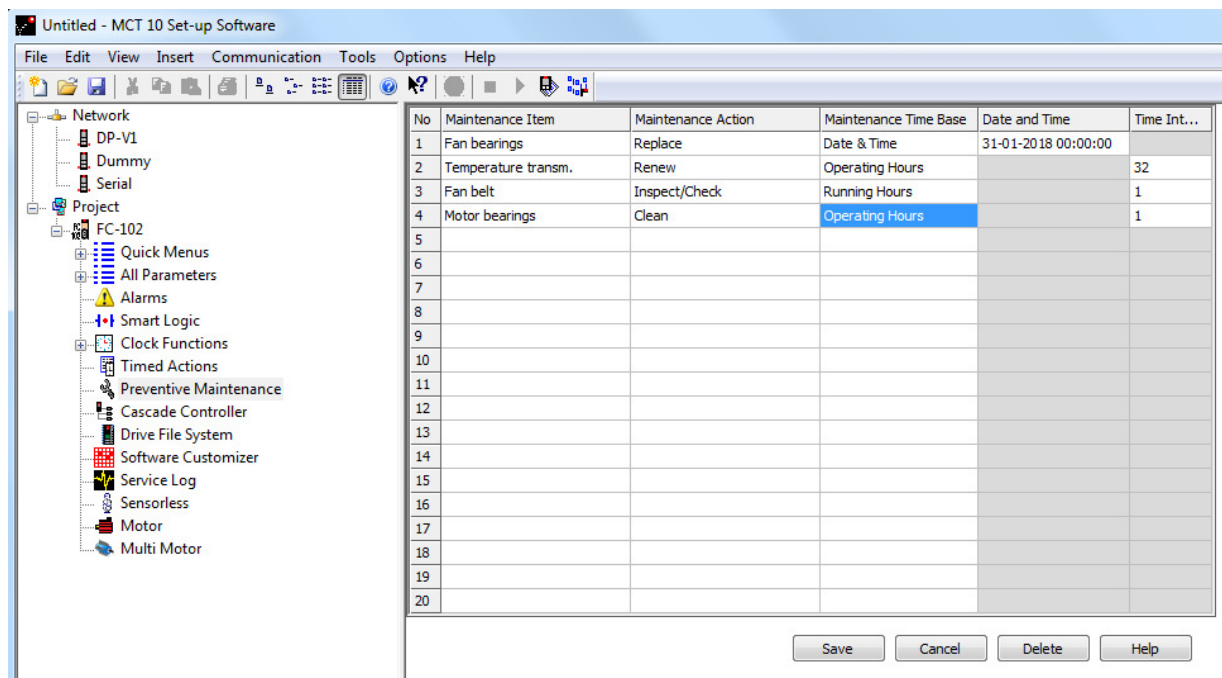 Untitled - MCT 10 Set-up Software
File Edit View Insert Communication Tools Options Help
Network
DP-V1
Dummy
Serial
Project
FC-102
Quick Menus
All Parameters
Alarms
Smart Logic
Clock Functions
Timed Actions
Preventive Maintenance
Cascade Controller
Drive File System
Software Customizer
Service Log
Sensorless
Motor
Multi Motor
No Maintenance Item Maintenance Action Maintenance Time Base Date and Time Time Int...
1 Fan bearings Replace Date & Time 31-01-2018 00:00:00
2 Temperature transm. Renew Operating Hours 32
3 Fan belt Inspect/Check Running Hours 1
4 Motor bearings Clean Operating Hours 1
5
6
7
8
9
10
11
12
13
14
15
16
17
18
19
20
Save Cancel Delete Help